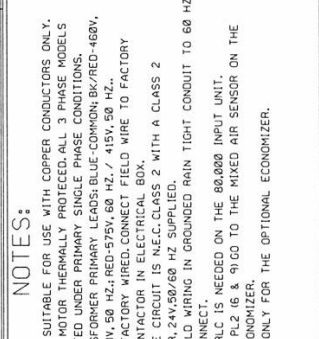 NOTES:
SUITABLE FOR USE WITH COPPER CONDUCTORS ONLY.
MOTOR THERMALLY PROTECED. ALL 3 PHASE MODELS
ED UNDER PRIMARY SINGLE PHASE CONDITIONS.
SFORMER PRIMARY LEADS: BLUE-COMMON; BK/RED-460V,
0V, 50 HZ.; RED-575V, 60 HZ. / 415V, 50 HZ..
ACTORY WIRED. CONNECT FIELD WIRE TO FACTORY
NTACTOR IN ELECTRICAL BOX.
E CIRCUIT IS N.E.C. CLASS 2 WITH A CLASS 2
R, 24V, 50/60 HZ SUPPLIED.
LD WIRING IN GROUNDED RAIN TIGHT CONDUIT TO 60 HZ
NNECT.
RLC IS NEEDED ON THE 80,000 INPUT UNIT.
PL2 (6 & 9) GO TO THE MIXED AIR SENSOR ON THE
ONOMIZER.
ONLY FOR THE OPTIONAL ECONOMIZER.